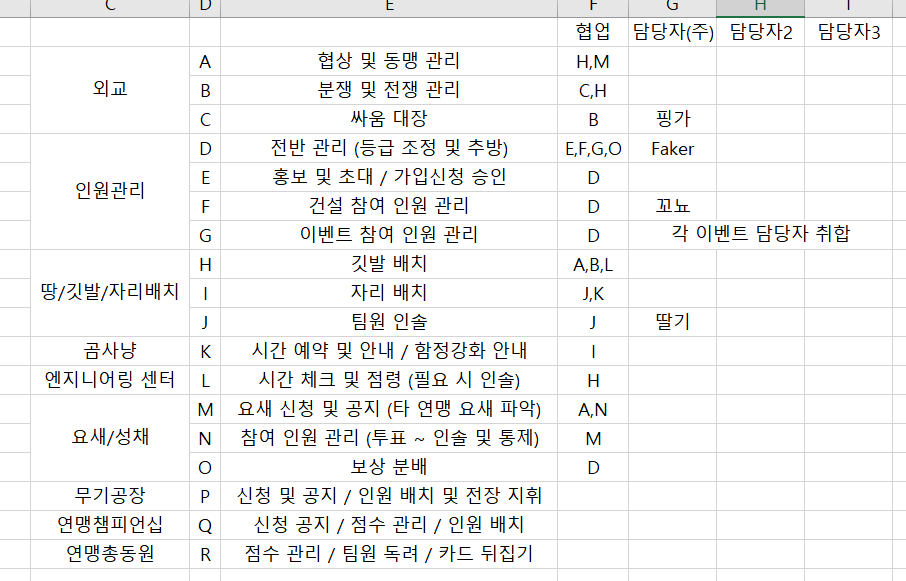 C D E F G H I
협업 담당자(주) 담당자2 담당자3
외교 A 협상 및 동맹 관리 H,M
B 분쟁 및 전쟁 관리 C,H
C 싸움 대장 B 핑가
인원관리 D 전반 관리 (등급 조정 및 추방) E,F,G,O Faker
E 홍보 및 초대 / 가입신청 승인 D
F 건설 참여 인원 관리 D 꼬뇨
G 이벤트 참여 인원 관리 D 각 이벤트 담당자 취합
땅/깃발/자리배치 H 깃발 배치 A,B,L
I 자리 배치 J,K
J 팀원 인솔 J 딸기
곰사냥 K 시간 예약 및 안내 / 함정강화 안내 I
엔지니어링 센터 L 시간 체크 및 점령 (필요 시 인솔) H
요새/성채 M 요새 신청 및 공지 (타 연맹 요새 파악) A,N
N 참여 인원 관리 (투표 ~ 인솔 및 통제) M
O 보상 분배 D
무기공장 P 신청 및 공지 / 인원 배치 및 전장 지휘
연맹챔피언십 Q 신청 공지 / 점수 관리 / 인원 배치
연맹총동원 R 점수 관리 / 팀원 독려 / 카드 뒤집기